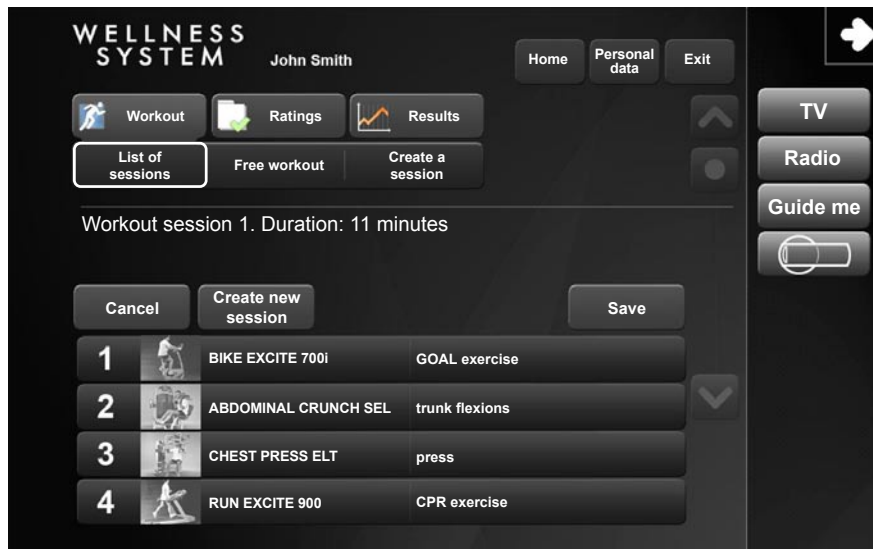 WELLNESS
SYSTEM
John Smith
Home
Personal
data
Exit
Workout
Ratings
Results
List of
sessions
Free workout
Create a
session
TV
Radio
Guide me
Workout session 1. Duration: 11 minutes
Cancel
Create new
session
Save
1 BIKE EXCITE 700i GOAL exercise
2 ABDOMINAL CRUNCH SEL trunk flexions
3 CHEST PRESS ELT press
4 RUN EXCITE 900 CPR exercise